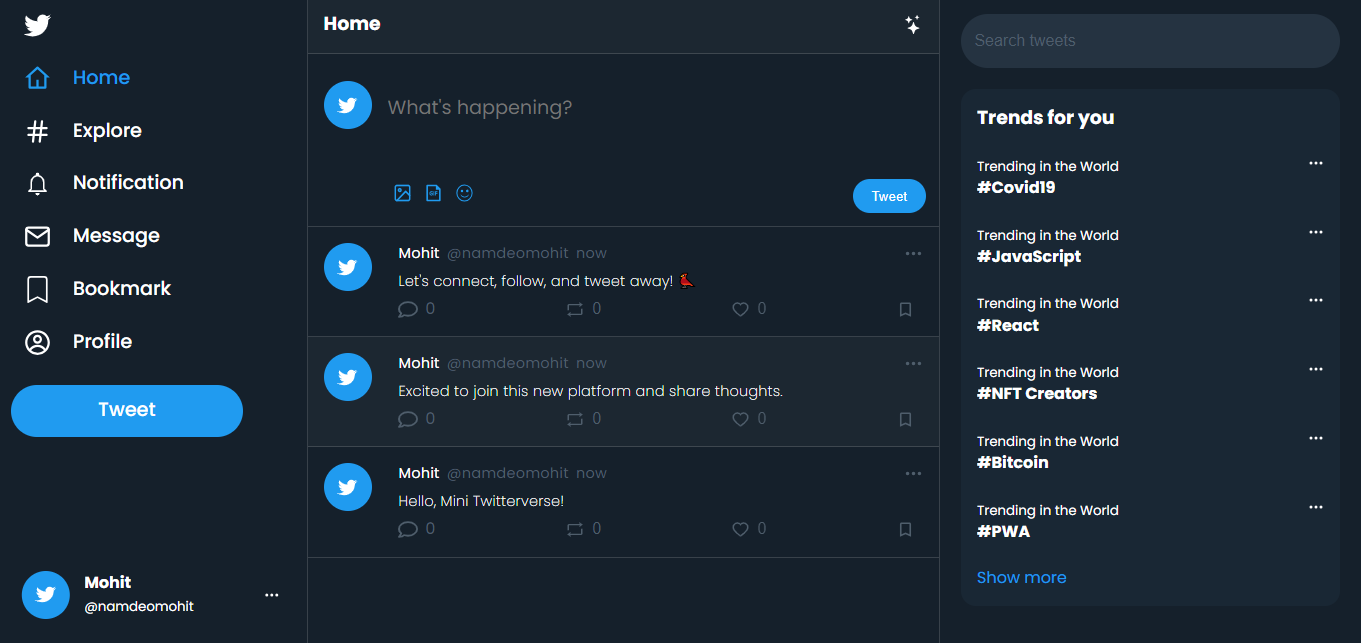 Home
Explore
Notification
Message
Bookmark
Profile
Tweet
Mohit
@namdeomohit
Home
What's happening?
GIF
Tweet
Mohit @namdeomohit now
Let's connect, follow, and tweet away!
0 0 0
Mohit @namdeomohit now
Excited to join this new platform and share thoughts.
0 0 0
Mohit @namdeomohit now
Hello, Mini Twitterverse!
0 0 0
Search tweets
Trends for you
Trending in the World
#Covid19
Trending in the World
#JavaScript
Trending in the World
#React
Trending in the World
#NFT Creators
Trending in the World
#Bitcoin
Trending in the World
#PWA
Show more